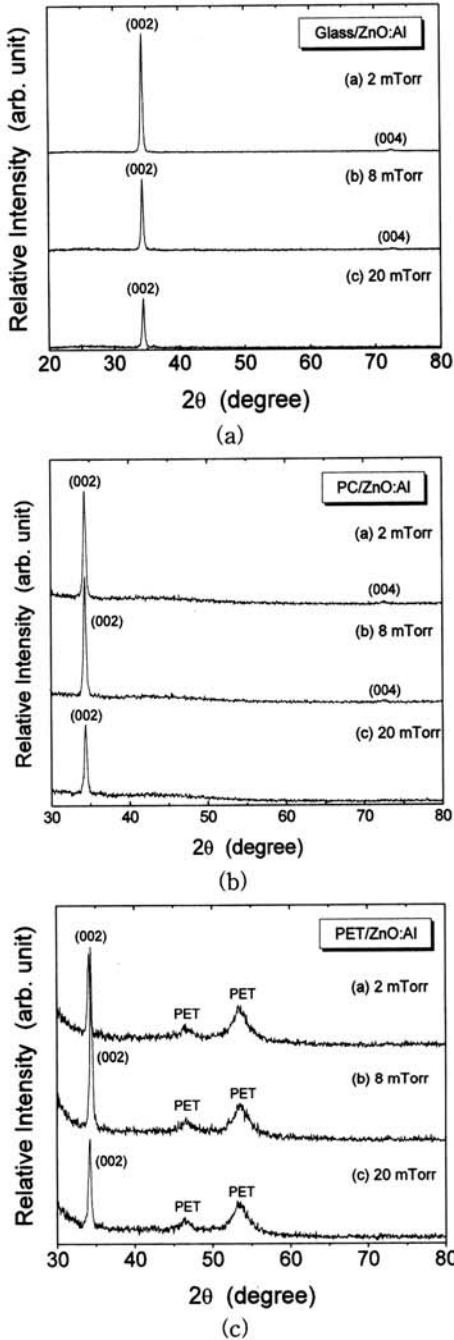 Relative Intensity (arb. unit)
Glass/ZnO:Al
(002)
(a) 2 mTorr
(004)
(002)
(b) 8 mTorr
(004)
(002)
(c) 20 mTorr
20 30 40 50 60 70 80
2θ (degree)
(a)
Relative Intensity (arb. unit)
PC/ZnO:Al
(002)
(a) 2 mTorr
(004)
(002)
(b) 8 mTorr
(004)
(002)
(c) 20 mTorr
30 40 50 60 70 80
2θ (degree)
(b)
Relative Intensity (arb. unit)
PET/ZnO:Al
(002)
(a) 2 mTorr
PET PET
(002)
(b) 8 mTorr
PET PET
(002)
(c) 20 mTorr
PET PET
30 40 50 60 70 80
2θ (degree)
(c)